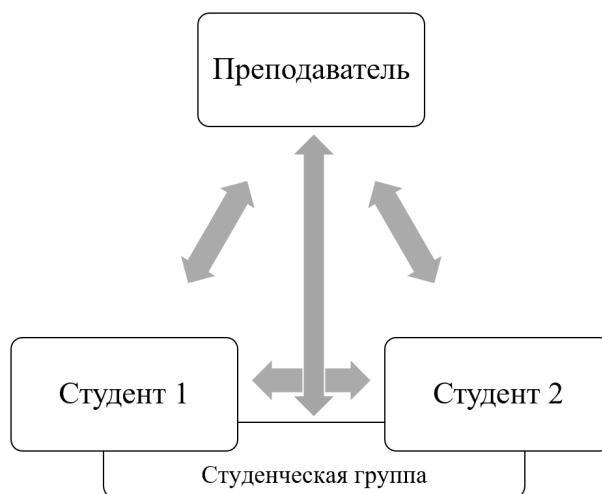 Преподаватель
Студент 1
Студент 2
Студенческая группа